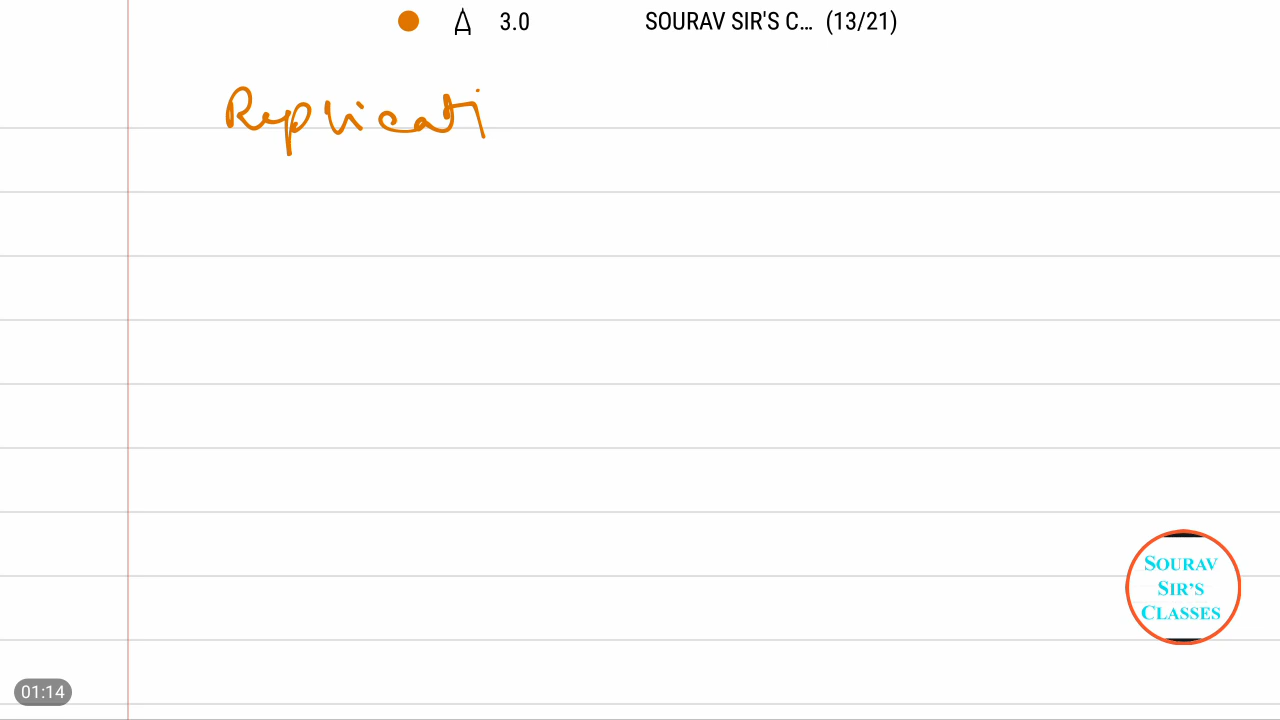 3.0 SOURAV SIR'S C... (13/21)
Replicati
SOURAV
SIR'S
CLASSES
01:14